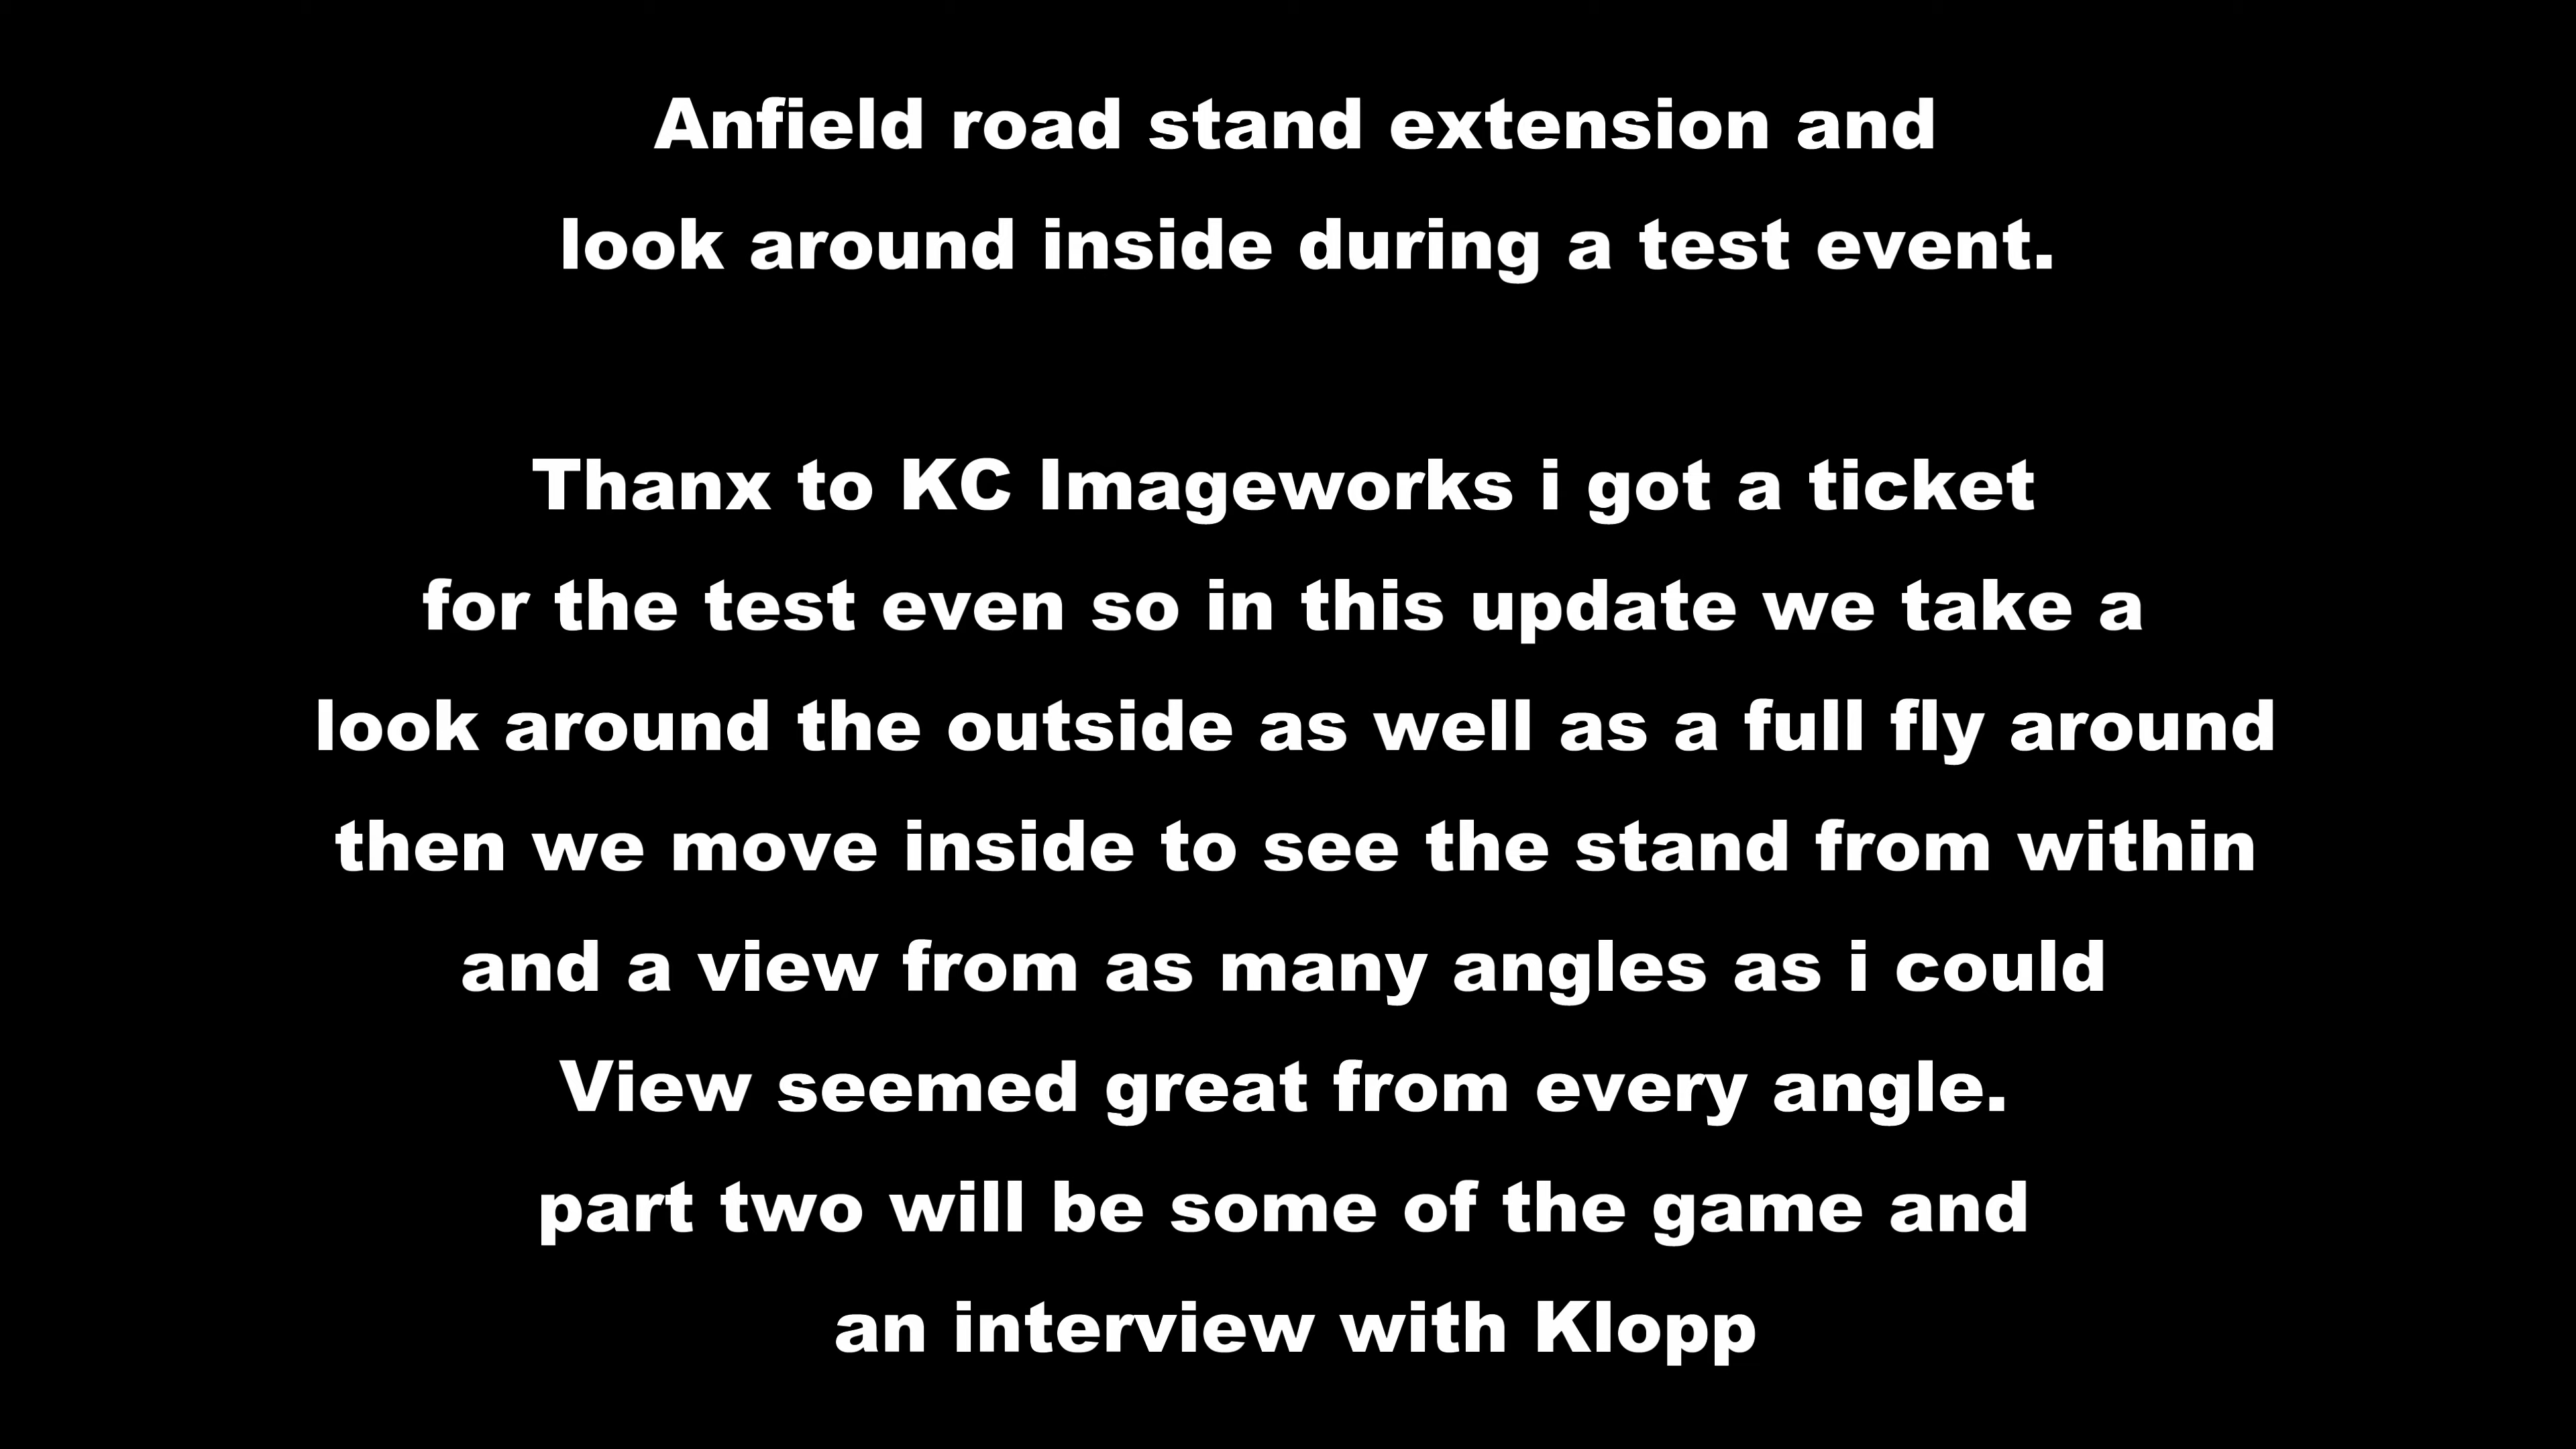 Anfield road stand extension and
look around inside during a test event.
Thanx to KC Imageworks i got a ticket
for the test even so in this update we take a
look around the outside as well as a full fly around
then we move inside to see the stand from within
and a view from as many angles as i could
View seemed great from every angle.
part two will be some of the game and
an interview with Klopp